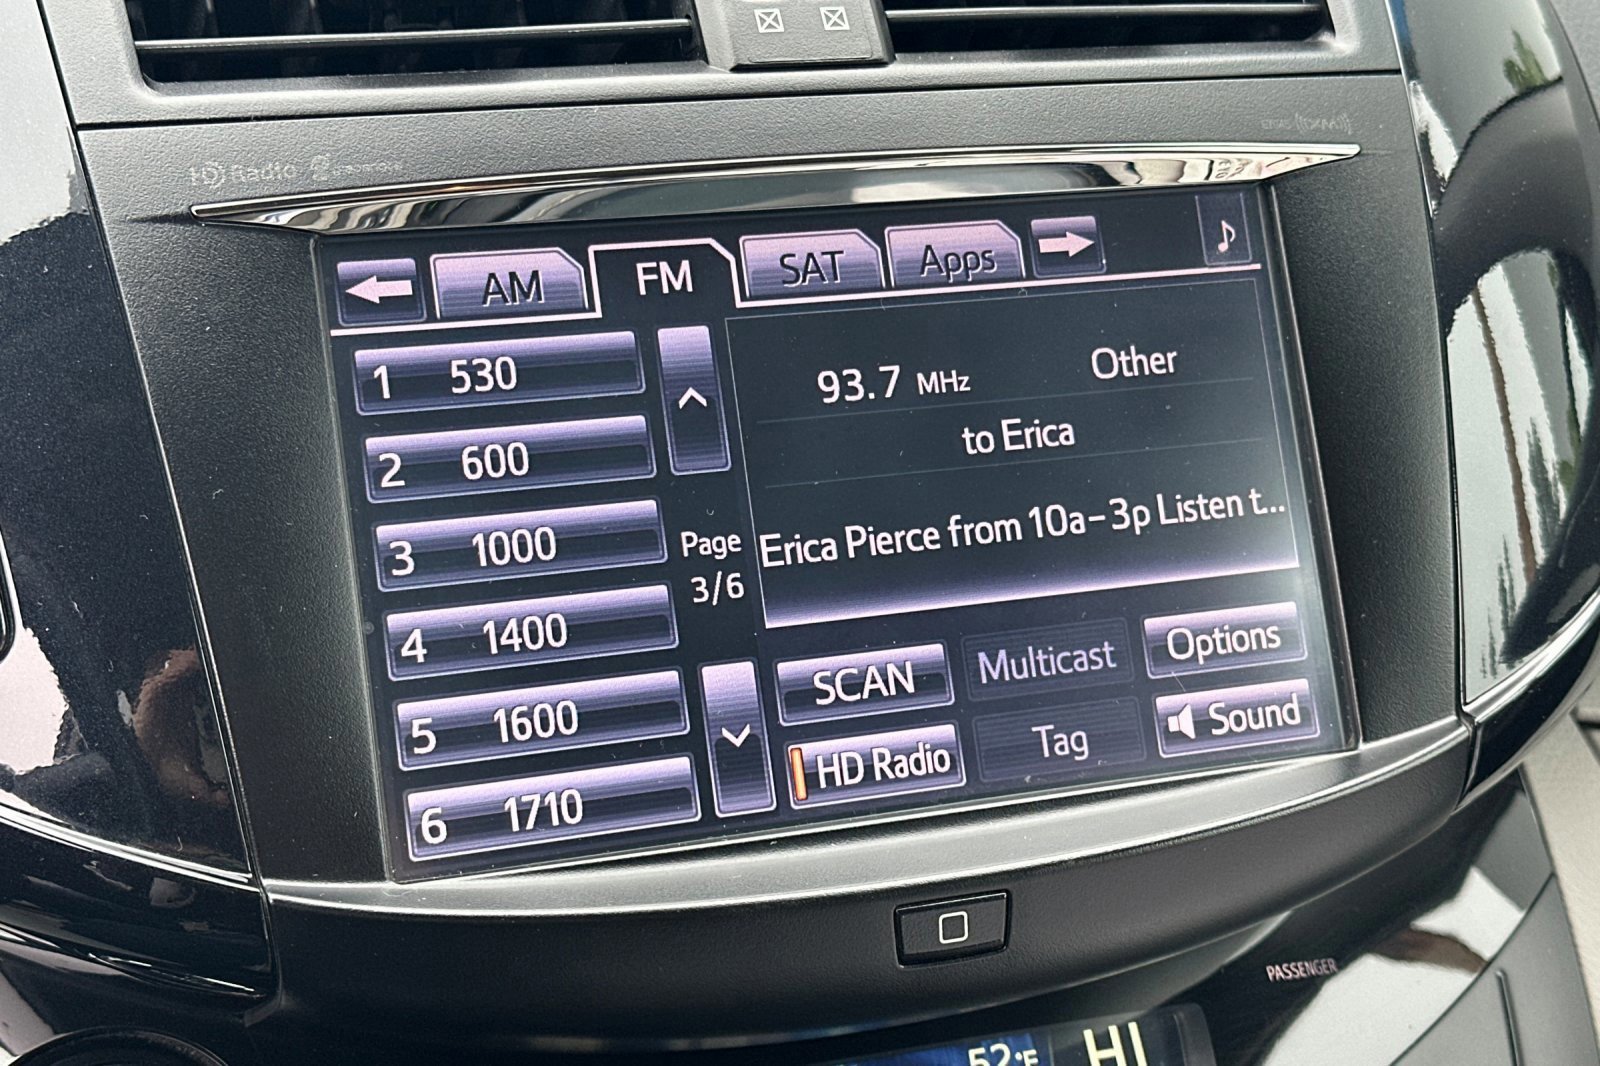 HD Radio
AM
FM
SAT
Apps
1 530
2 600
3 1000
4 1400
5 1600
6 1710
Page
3/6
93.7 MHz
Other
to Erica
Erica Pierce from 10a-3p Listen t...
SCAN
Multicast
Options
HD Radio
Tag
Sound
PASSENGER
52°F
HI